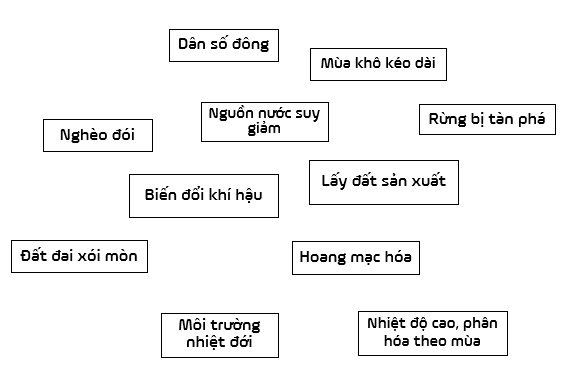 Dân số đông
Mùa khô kéo dài
Nguồn nước suy
giảm
Rừng bị tàn phá
Nghèo đói
Lấy đất sản xuất
Biến đổi khí hậu
Đất đai xói mòn
Hoang mạc hóa
Môi trường
nhiệt đới
Nhiệt độ cao, phân
hóa theo mùa